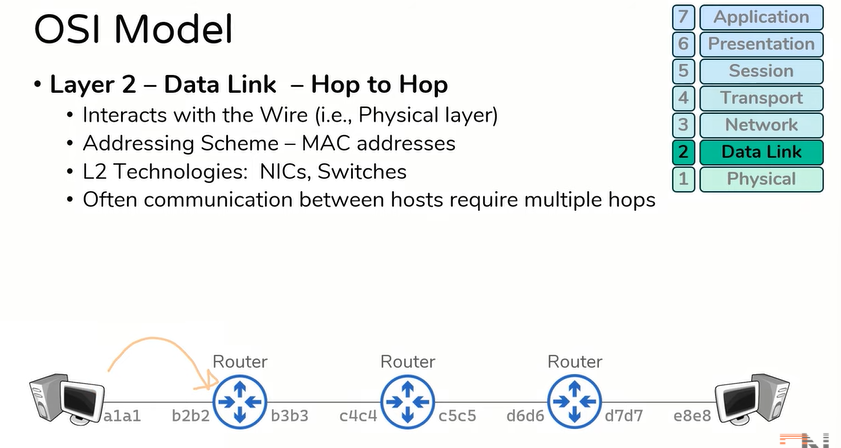 OSI Model
• Layer 2 – Data Link – Hop to Hop
• Interacts with the Wire (i.e., Physical layer)
• Addressing Scheme – MAC addresses
• L2 Technologies: NICs, Switches
• Often communication between hosts require multiple hops
7 Application
6 Presentation
5 Session
4 Transport
3 Network
2 Data Link
1 Physical
Router Router Router
a1a1 b2b2 b3b3 c4c4 c5c5 d6d6 d7d7 e8e8